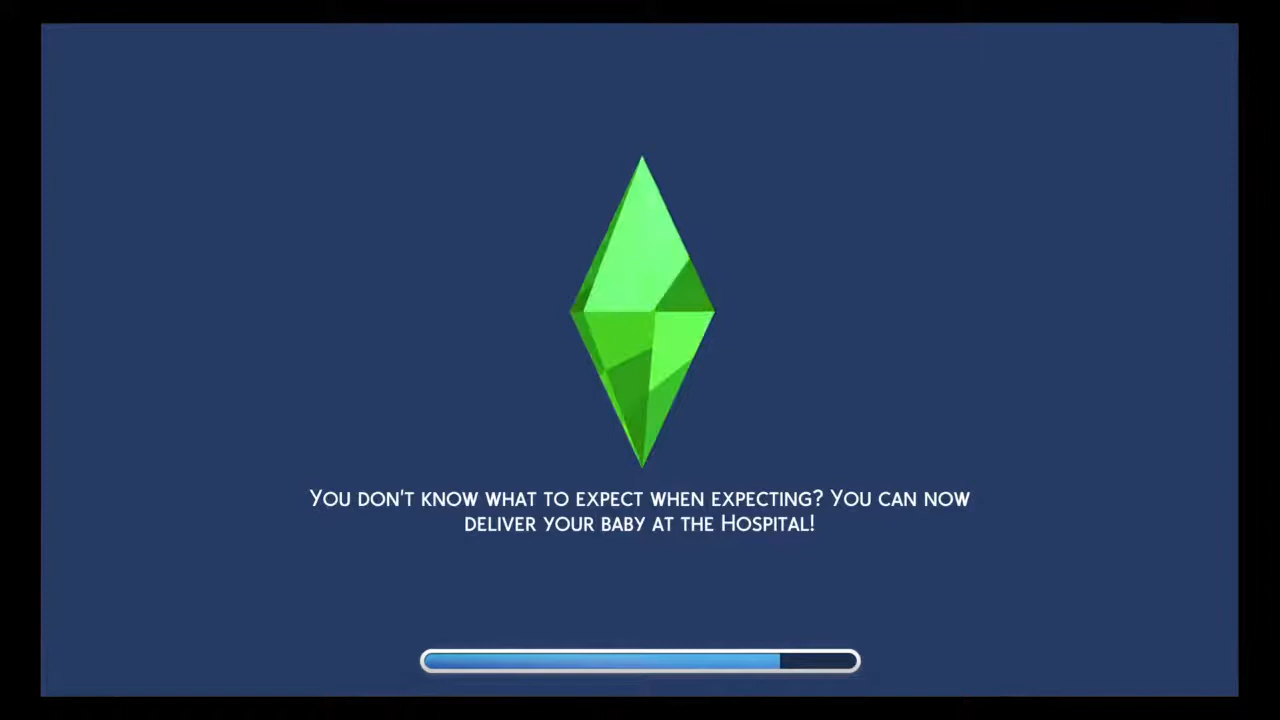 You don't know what to expect when expecting? You can now
deliver your baby at the Hospital!